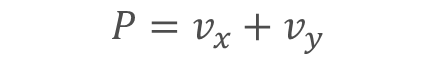 P = v_x + v_y